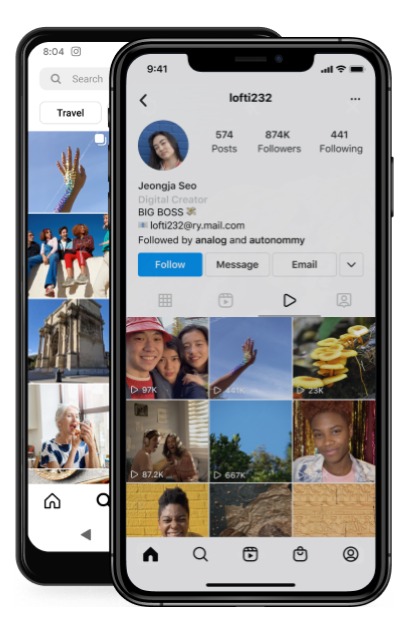 8:04
Search
Travel
9:41
lofti232
574 874K 441
Posts Followers Following
Jeongja Seo
Digital Creator
BIG BOSS 💸
📧 lofti232@ry.mail.com
Followed by analog and autonommy
Follow Message Email
97K 23K
87.2K 667K